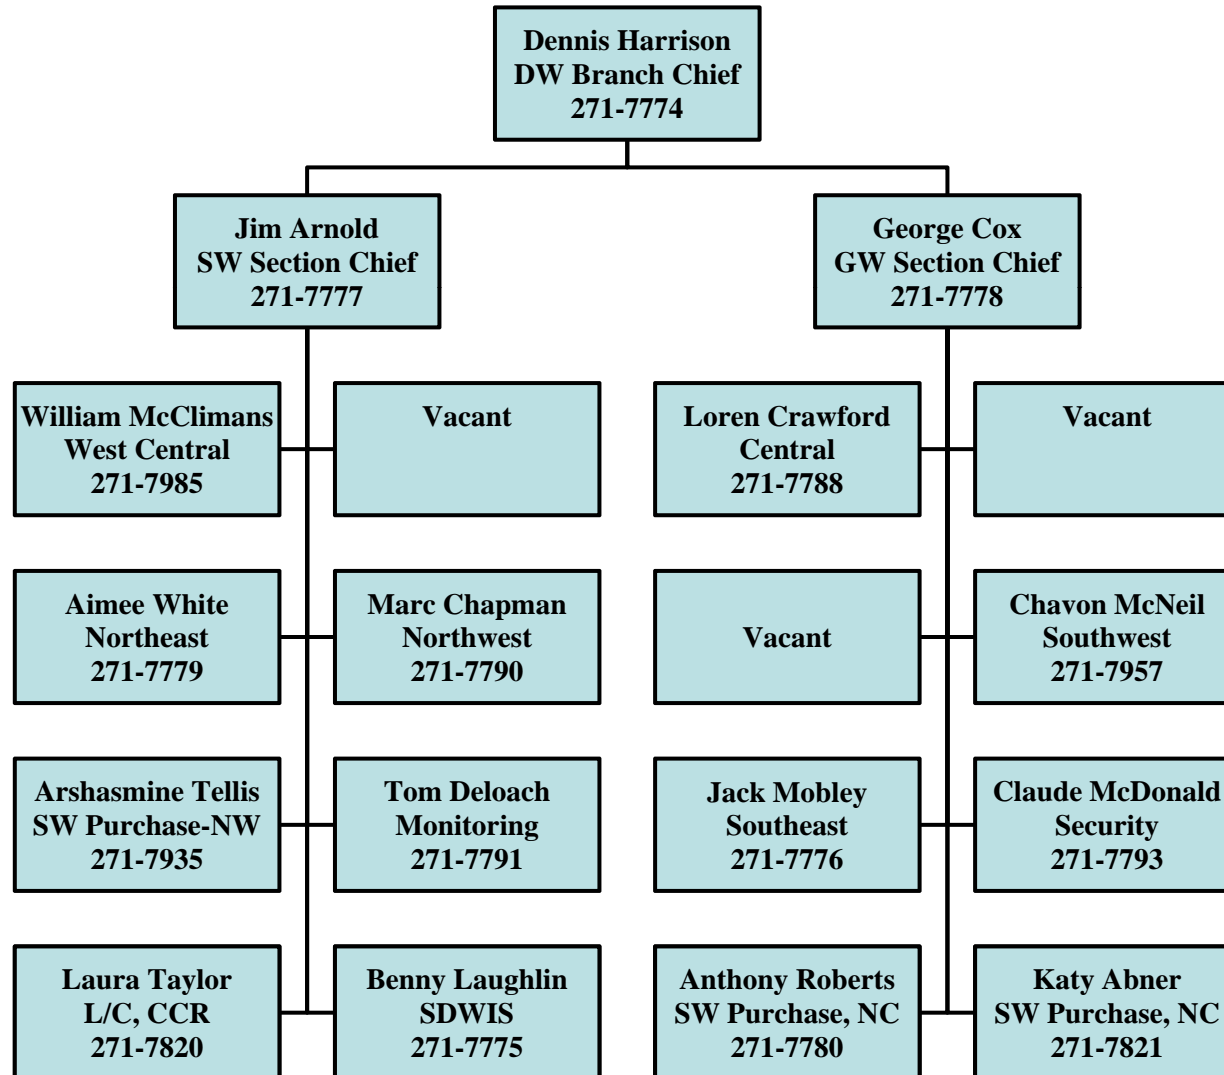 Dennis Harrison
DW Branch Chief
271-7774
Jim Arnold
SW Section Chief
271-7777
George Cox
GW Section Chief
271-7778
William McClimans
West Central
271-7985
Vacant
Loren Crawford
Central
271-7788
Vacant
Aimee White
Northeast
271-7779
Marc Chapman
Northwest
271-7790
Vacant
Chavon McNeil
Southwest
271-7957
Arshasmine Tellis
SW Purchase-NW
271-7935
Tom Deloach
Monitoring
271-7791
Jack Mobley
Southeast
271-7776
Claude McDonald
Security
271-7793
Laura Taylor
L/C, CCR
271-7820
Benny Laughlin
SDWIS
271-7775
Anthony Roberts
SW Purchase, NC
271-7780
Katy Abner
SW Purchase, NC
271-7821